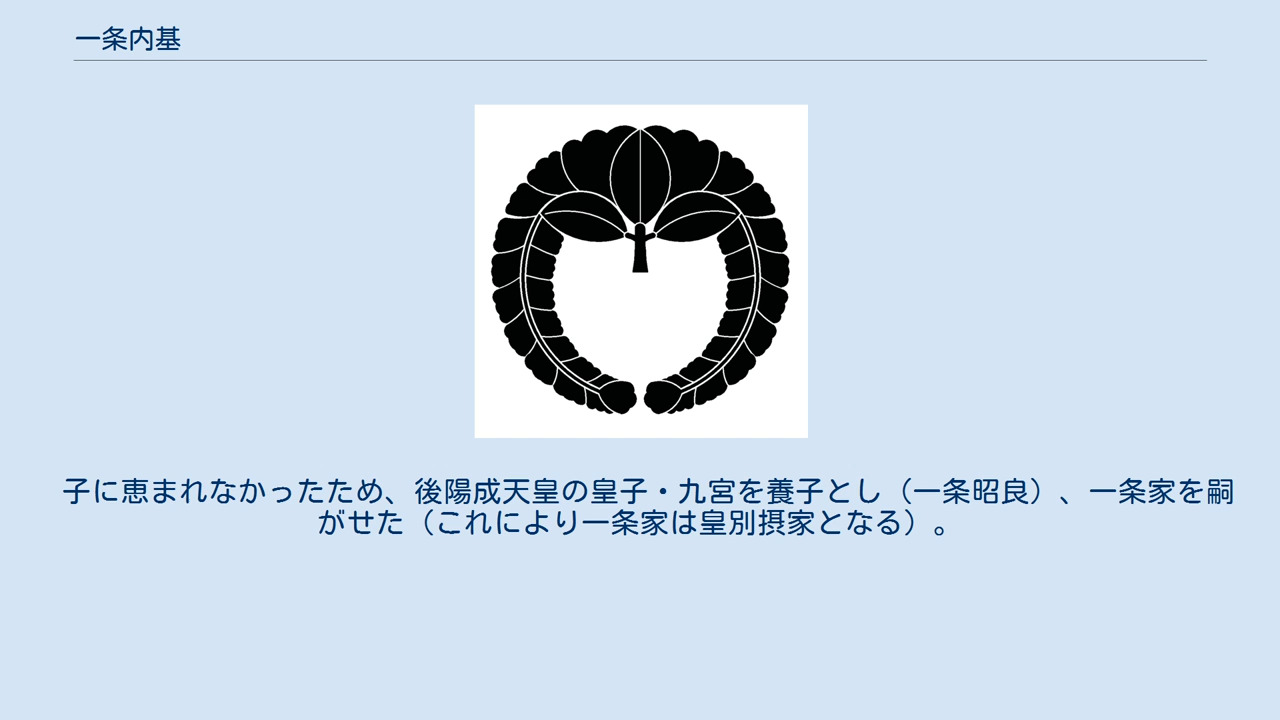 一条内基
子に恵まれなかったため、後陽成天皇の皇子・九宮を養子とし（一条昭良）、一条家を嗣
がせた（これにより一条家は皇別摂家となる）。